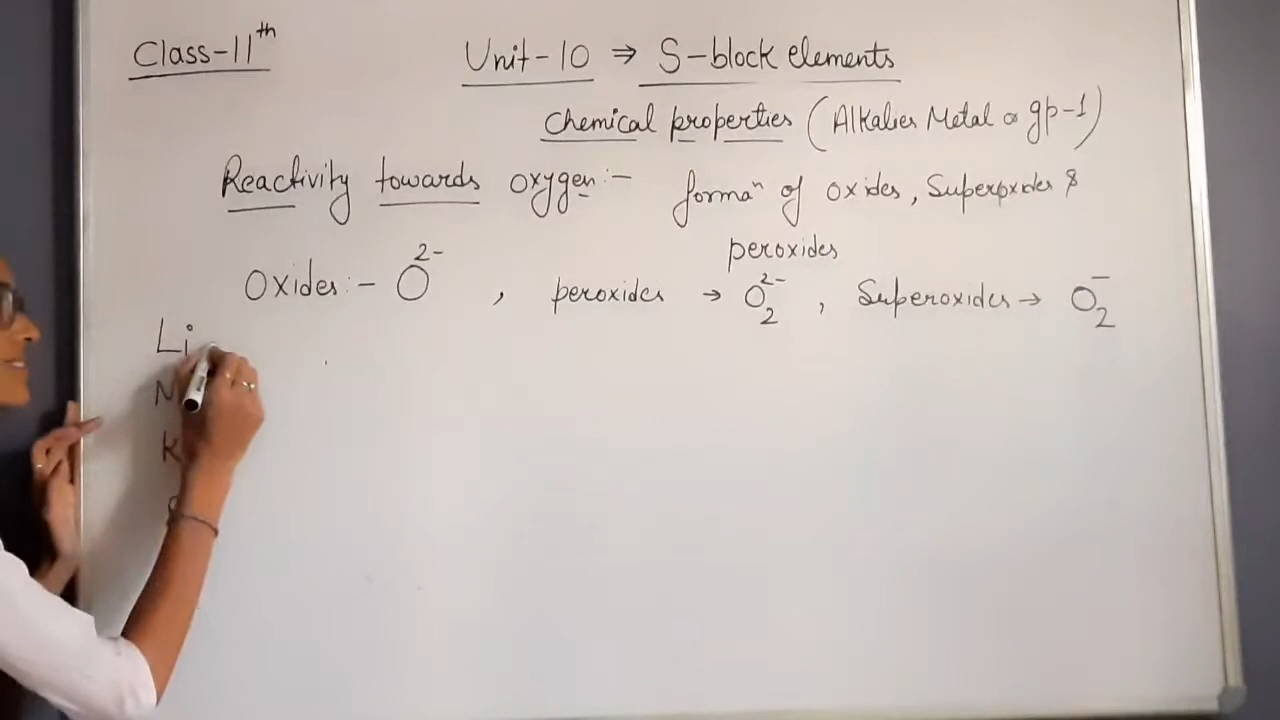 Class-11th
Unit-10 ⇒ S-block elements
Chemical properties (Alkalies Metal or gp-1)
Reactivity towards oxygen:- formaⁿ of oxides, Superoxides &
peroxides
Oxides:- O²⁻ , peroxides → O₂²⁻ , Superoxides → O₂⁻
Li
K